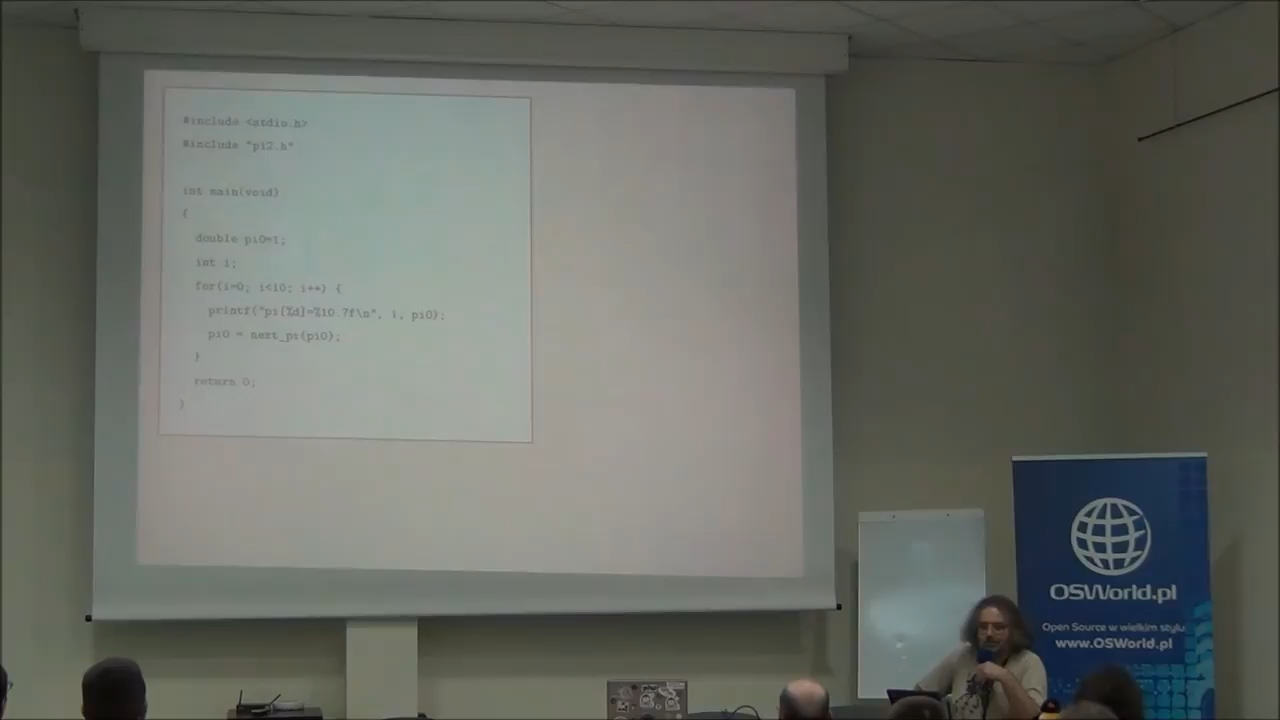 #include <stdio.h>
#include "pi2.h"
int main(void)
{
double pi0=1;
int i;
for(i=0; i<10; i++) {
printf("pi[%d]=%10.7f\n", i, pi0);
pi0 = next_pi(pi0);
}
return 0;
}
OSWorld.pl
Open Source w wielkim stylu
www.OSWorld.pl